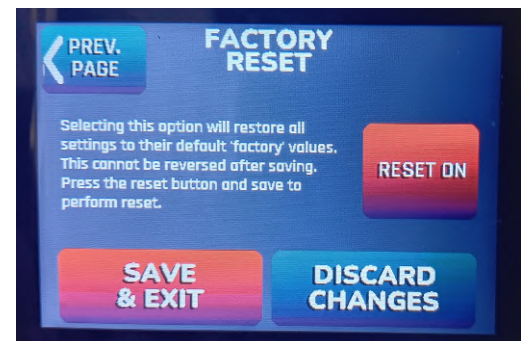 PREV.
PAGE
FACTORY
RESET
Selecting this option will restore all
settings to their default 'factory' values.
This cannot be reversed after saving.
Press the reset button and save to
perform reset.
RESET ON
SAVE
& EXIT
DISCARD
CHANGES